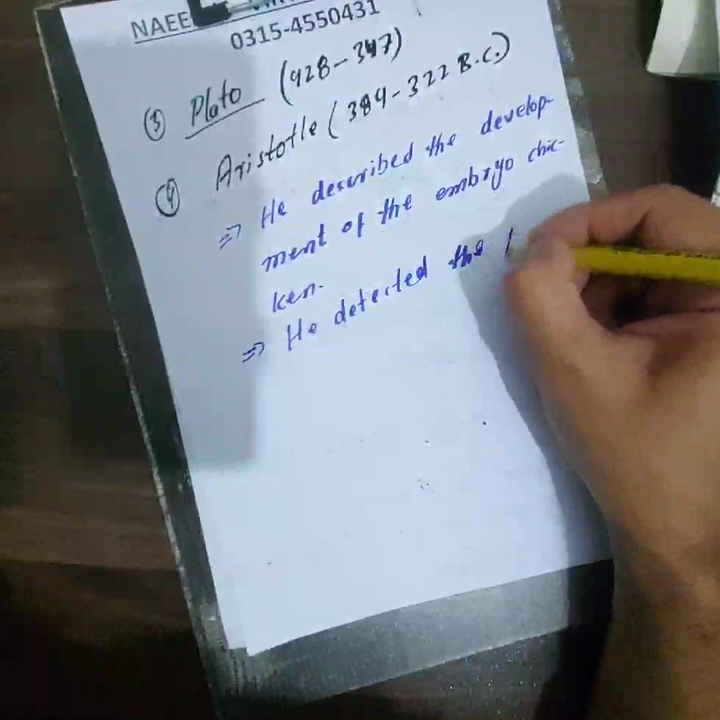 NAEE
0315-4550431
③ Plato (428-347)
④ Aristotle (384-322 B.C.)
⇒ He described the develop-
ment of the embryo chic-
ken.
⇒ He detected the